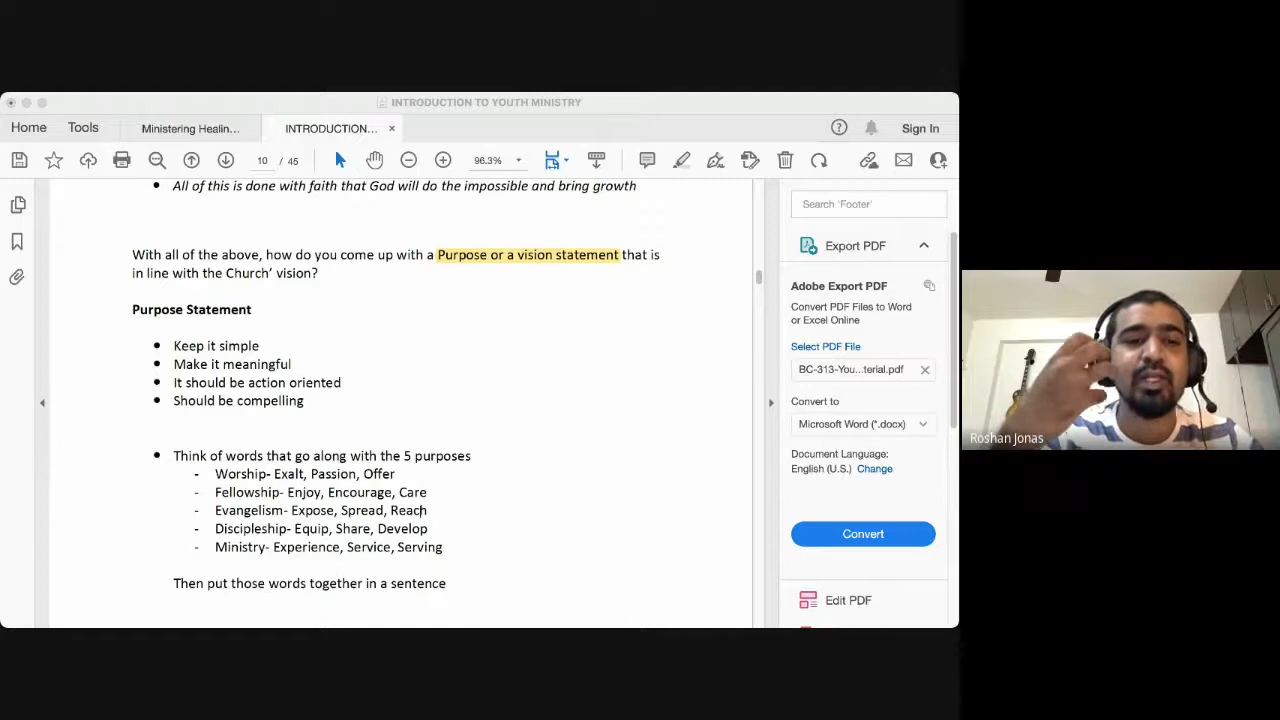 INTRODUCTION TO YOUTH MINISTRY
Home
Tools
Ministering Healin...
INTRODUCTION...
Sign In
10 / 45
96.3%
All of this is done with faith that God will do the impossible and bring growth
With all of the above, how do you come up with a Purpose or a vision statement that is
in line with the Church' vision?
Purpose Statement
Keep it simple
Make it meaningful
It should be action oriented
Should be compelling
Think of words that go along with the 5 purposes
- Worship- Exalt, Passion, Offer
- Fellowship- Enjoy, Encourage, Care
- Evangelism- Expose, Spread, Reach
- Discipleship- Equip, Share, Develop
- Ministry- Experience, Service, Serving
Then put those words together in a sentence
Search 'Footer'
Export PDF
Adobe Export PDF
Convert PDF Files to Word
or Excel Online
Select PDF File
BC-313-You...terial.pdf
Convert to
Microsoft Word (*.docx)
Document Language:
English (U.S.) Change
Convert
Edit PDF
Roshan Jonas